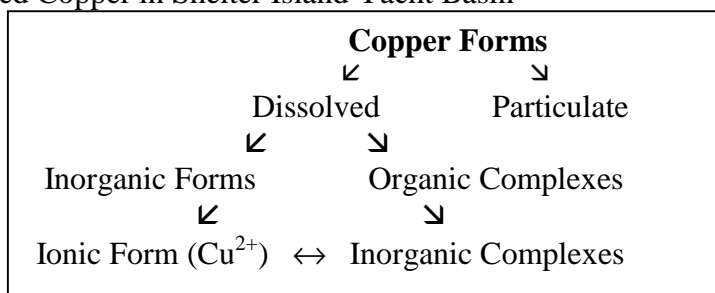 Copper in Shelter Island Yacht Basin
Copper Forms
Dissolved Particulate
Inorganic Forms Organic Complexes
Ionic Form (Cu²⁺) ↔ Inorganic Complexes